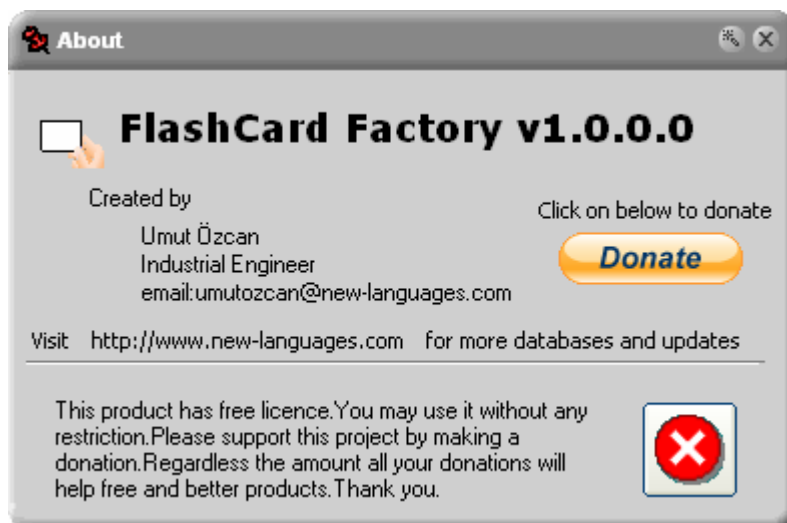 About
FlashCard Factory v1.0.0.0
Created by
Umut Özcan
Industrial Engineer
email:umutozcan@new-languages.com
Click on below to donate
Donate
Visit http://www.new-languages.com for more databases and updates
This product has free licence.You may use it without any
restriction.Please support this project by making a
donation.Regardless the amount all your donations will
help free and better products.Thank you.